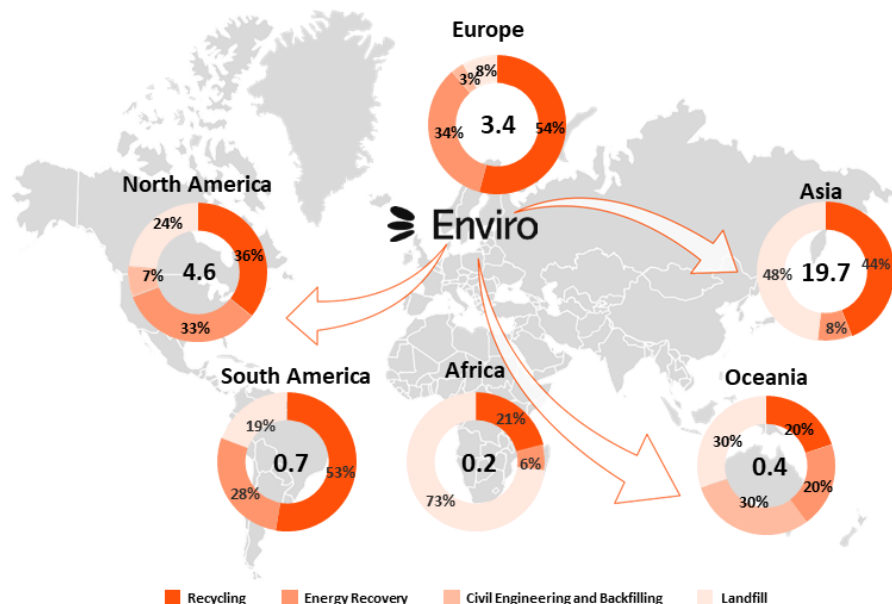 Europe
8%
3%
34%
3.4
54%
North America
24%
36%
7%
4.6
33%
Enviro
Asia
48%
19.7
44%
8%
South America
19%
0.7
53%
28%
Africa
21%
0.2
6%
73%
Oceania
20%
30%
0.4
20%
30%
Recycling
Energy Recovery
Civil Engineering and Backfilling
Landfill